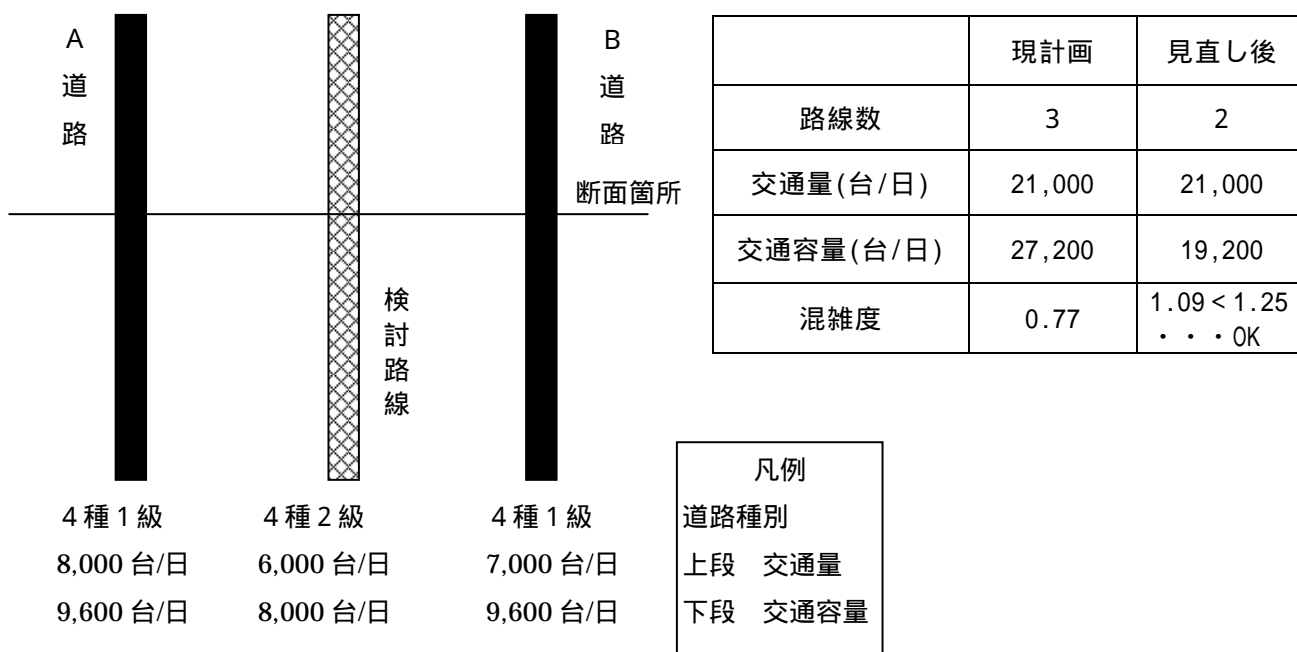 A道路
B道路
断面箇所
検討路線
4種1級 4種2級 4種1級
8,000台/日 6,000台/日 7,000台/日
9,600台/日 8,000台/日 9,600台/日
現計画 見直し後
路線数 3 2
交通量(台/日) 21,000 21,000
交通容量(台/日) 27,200 19,200
混雑度 0.77 1.09<1.25
・・・OK
凡例
道路種別
上段 交通量
下段 交通容量